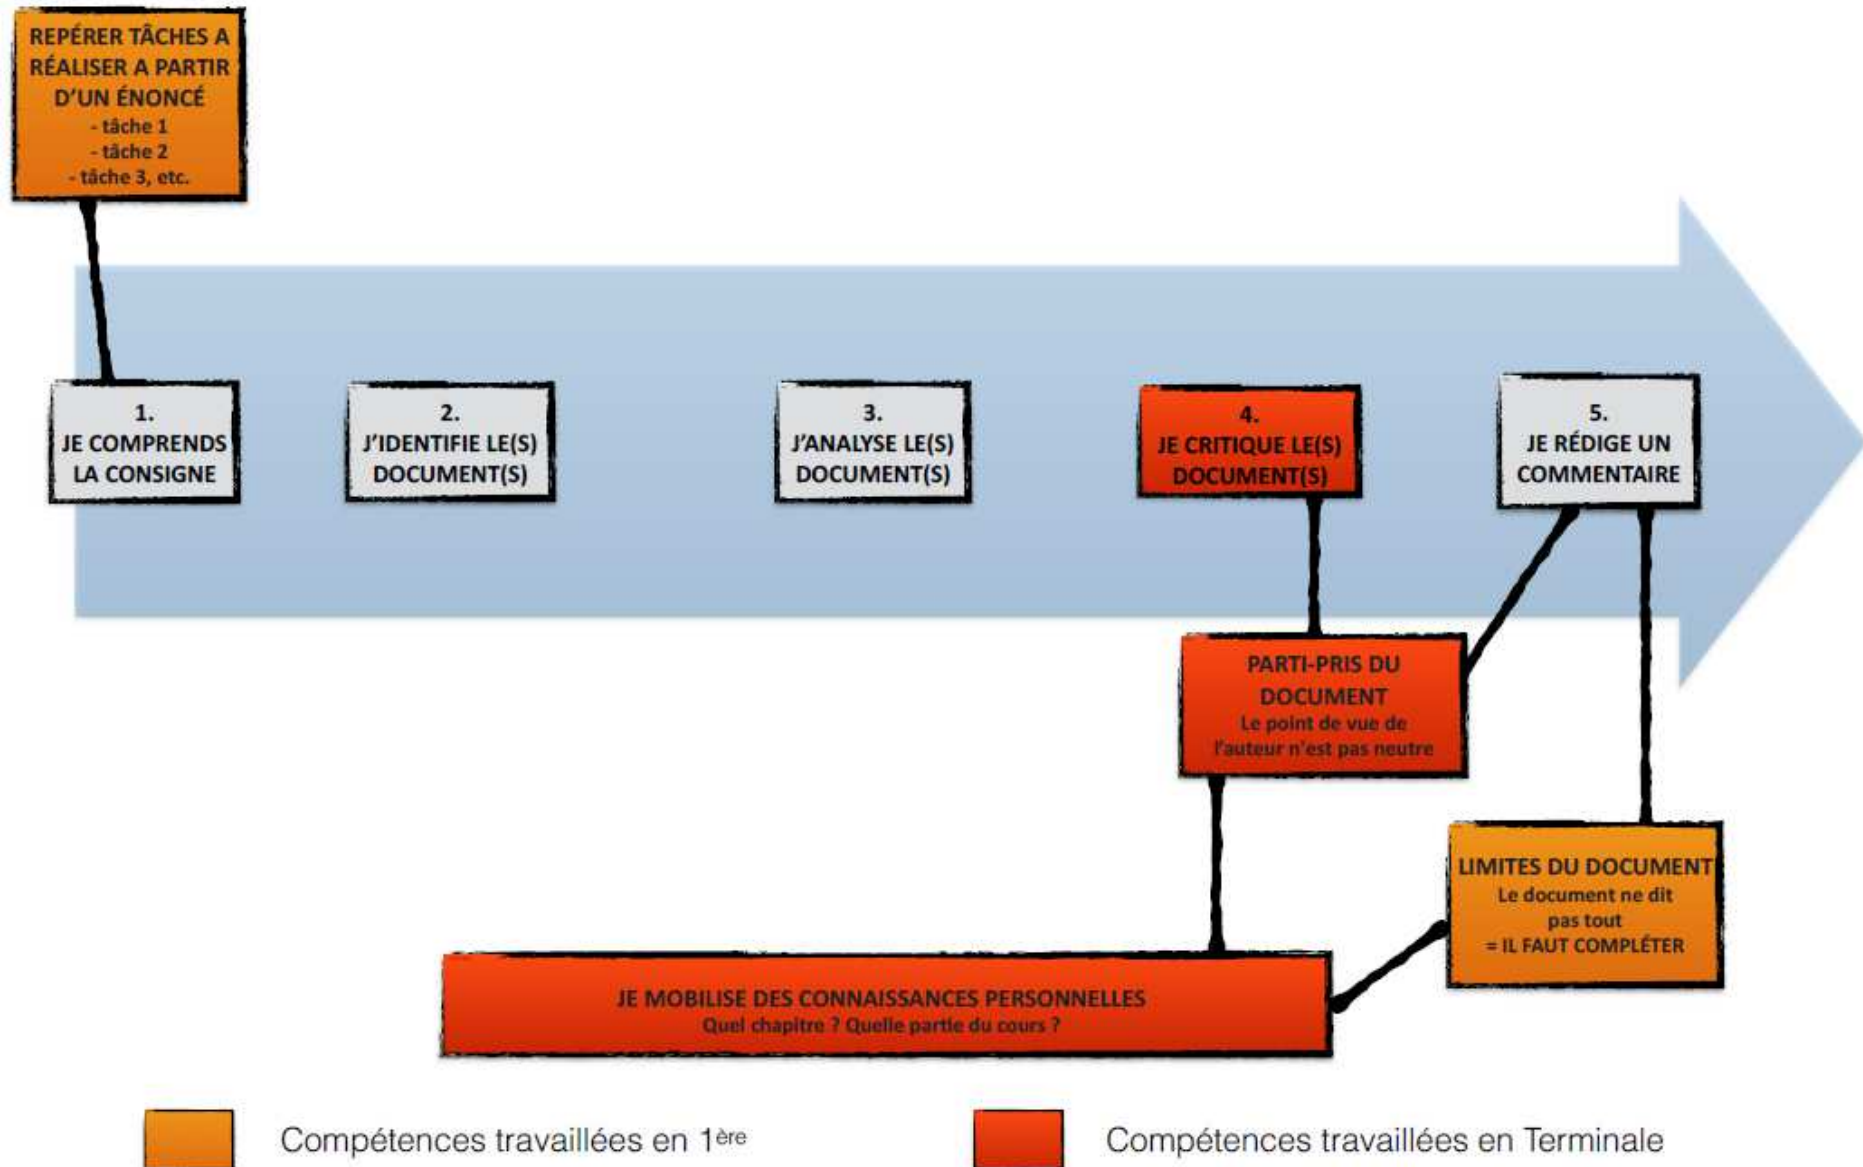 REPÉRER TÂCHES A
RÉALISER A PARTIR
D'UN ÉNONCÉ
- tâche 1
- tâche 2
- tâche 3, etc.
1.
JE COMPRENDS
LA CONSIGNE
2.
J'IDENTIFIE LE(S)
DOCUMENT(S)
3.
J'ANALYSE LE(S)
DOCUMENT(S)
4.
JE CRITIQUE LE(S)
DOCUMENT(S)
5.
JE RÉDIGE UN
COMMENTAIRE
PARTI-PRIS DU
DOCUMENT
Le point de vue de
l'auteur n'est pas neutre
LIMITES DU DOCUMENT
Le document ne dit
pas tout
= IL FAUT COMPLÉTER
JE MOBILISE DES CONNAISSANCES PERSONNELLES
Quel chapitre ? Quelle partie du cours ?
Compétences travaillées en 1ère
Compétences travaillées en Terminale